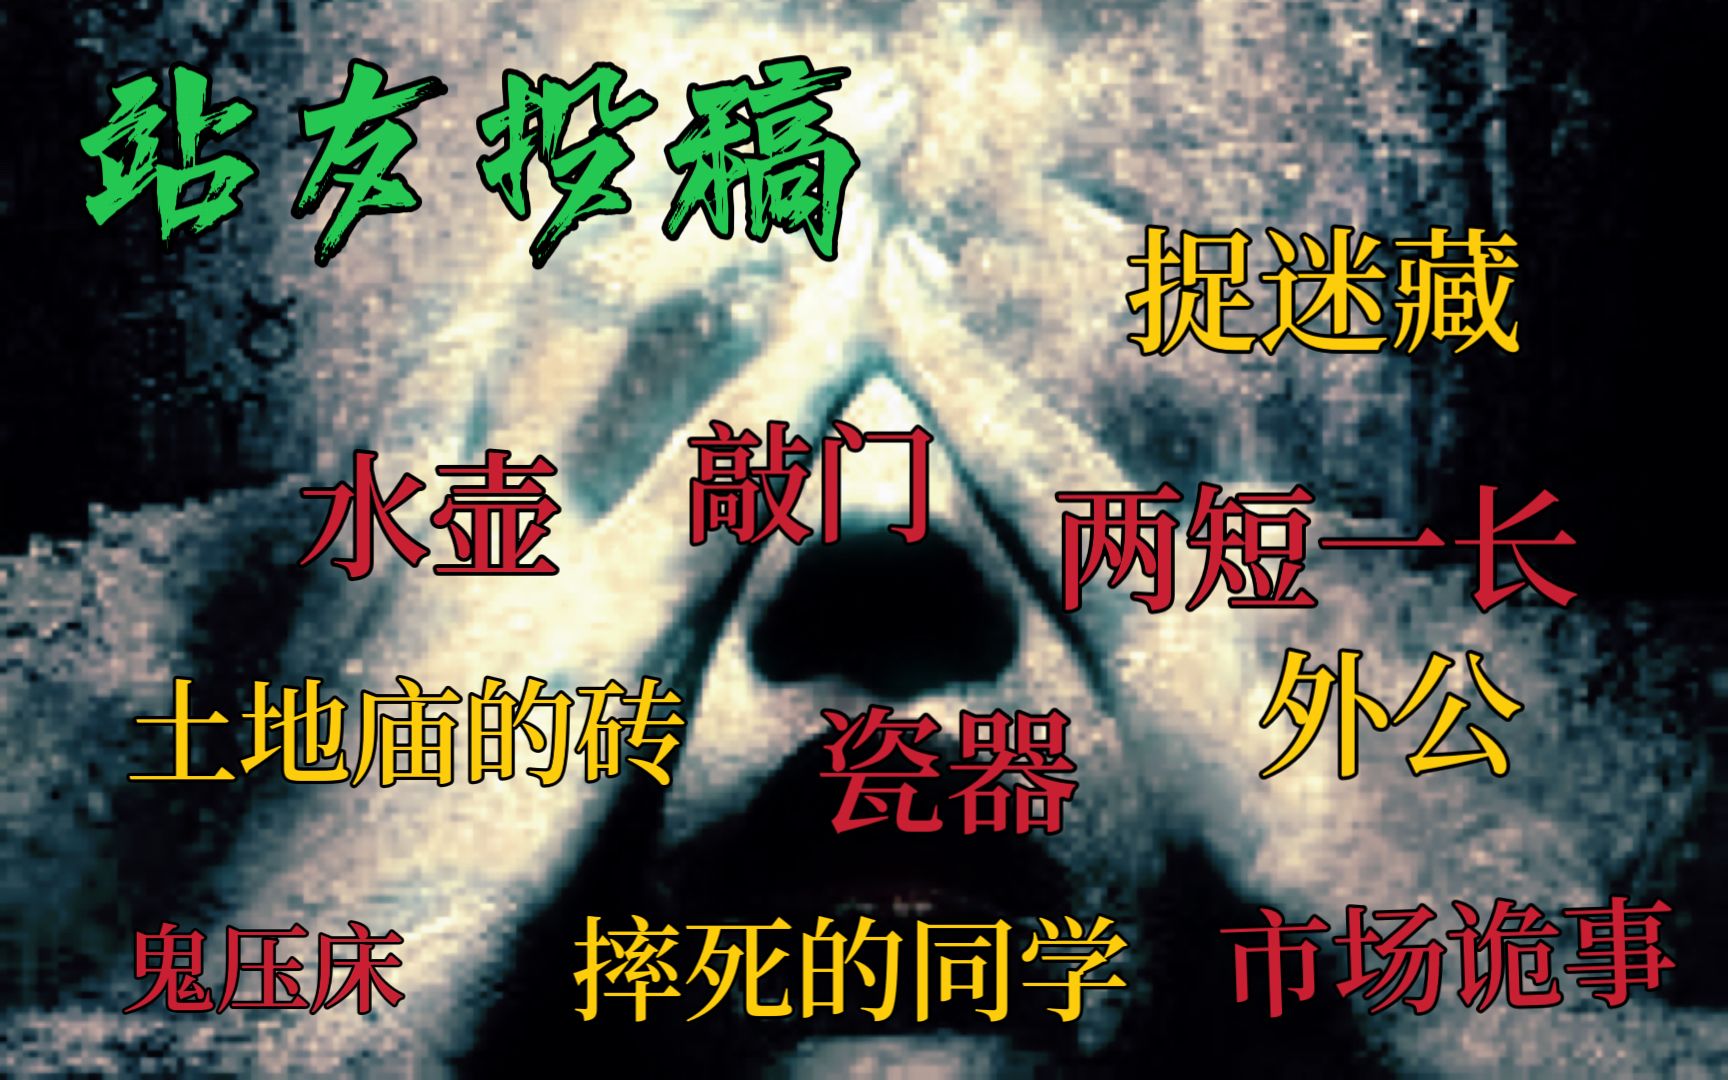 站友投稿
捉迷藏
水壶
敲门
两短一长
土地庙的砖
瓷器
外公
鬼压床
摔死的同学
市场诡事